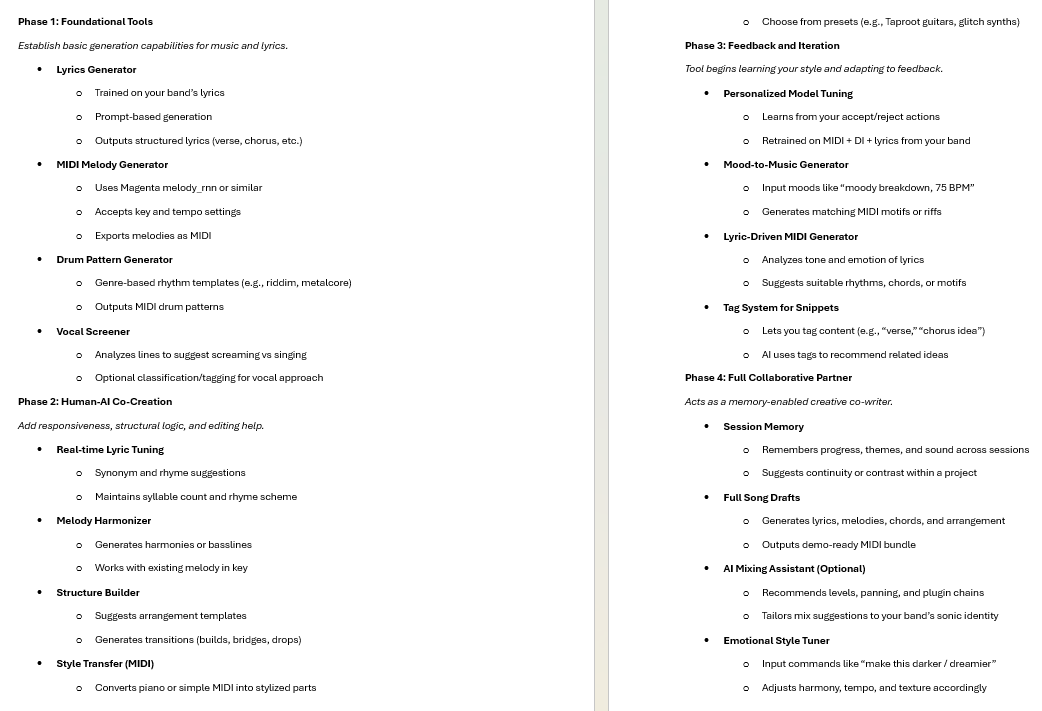 Phase 1: Foundational Tools
Establish basic generation capabilities for music and lyrics.
• Lyrics Generator
o Trained on your band’s lyrics
o Prompt-based generation
o Outputs structured lyrics (verse, chorus, etc.)
• MIDI Melody Generator
o Uses Magenta melody_rnn or similar
o Accepts key and tempo settings
o Exports melodies as MIDI
• Drum Pattern Generator
o Genre-based rhythm templates (e.g., riddim, metalcore)
o Outputs MIDI drum patterns
• Vocal Screener
o Analyzes lines to suggest screaming vs singing
o Optional classification/tagging for vocal approach
Phase 2: Human-AI Co-Creation
Add responsiveness, structural logic, and editing help.
• Real-time Lyric Tuning
o Synonym and rhyme suggestions
o Maintains syllable count and rhyme scheme
• Melody Harmonizer
o Generates harmonies or basslines
o Works with existing melody in key
• Structure Builder
o Suggests arrangement templates
o Generates transitions (builds, bridges, drops)
• Style Transfer (MIDI)
o Converts piano or simple MIDI into stylized parts
o Choose from presets (e.g., Taproot guitars, glitch synths)
Phase 3: Feedback and Iteration
Tool begins learning your style and adapting to feedback.
• Personalized Model Tuning
o Learns from your accept/reject actions
o Retrained on MIDI + DI + lyrics from your band
• Mood-to-Music Generator
o Input moods like “moody breakdown, 75 BPM”
o Generates matching MIDI motifs or riffs
• Lyric-Driven MIDI Generator
o Analyzes tone and emotion of lyrics
o Suggests suitable rhythms, chords, or motifs
• Tag System for Snippets
o Lets you tag content (e.g., “verse,” “chorus idea”)
o AI uses tags to recommend related ideas
Phase 4: Full Collaborative Partner
Acts as a memory-enabled creative co-writer.
• Session Memory
o Remembers progress, themes, and sound across sessions
o Suggests continuity or contrast within a project
• Full Song Drafts
o Generates lyrics, melodies, chords, and arrangement
o Outputs demo-ready MIDI bundle
• AI Mixing Assistant (Optional)
o Recommends levels, panning, and plugin chains
o Tailors mix suggestions to your band’s sonic identity
• Emotional Style Tuner
o Input commands like “make this darker / dreamier”
o Adjusts harmony, tempo, and texture accordingly